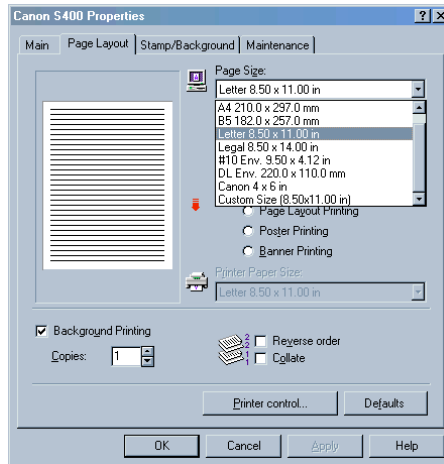 Canon S400 Properties
Main
Page Layout
Stamp/Background
Maintenance
Page Size:
Letter 8.50 x 11.00 in
A4 210.0 x 297.0 mm
B5 182.0 x 257.0 mm
Letter 8.50 x 11.00 in
Legal 8.50 x 14.00 in
#10 Env. 9.50 x 4.12 in
DL Env. 220.0 x 110.0 mm
Canon 4 x 6 in
Custom Size (8.50x11.00 in)
Page Layout Printing
Poster Printing
Banner Printing
Printer Paper Size:
Letter 8.50 x 11.00 in
Background Printing
Copies: 1
2 2
1 1
Reverse order
Collate
Printer control...
Defaults
OK
Cancel
Apply
Help